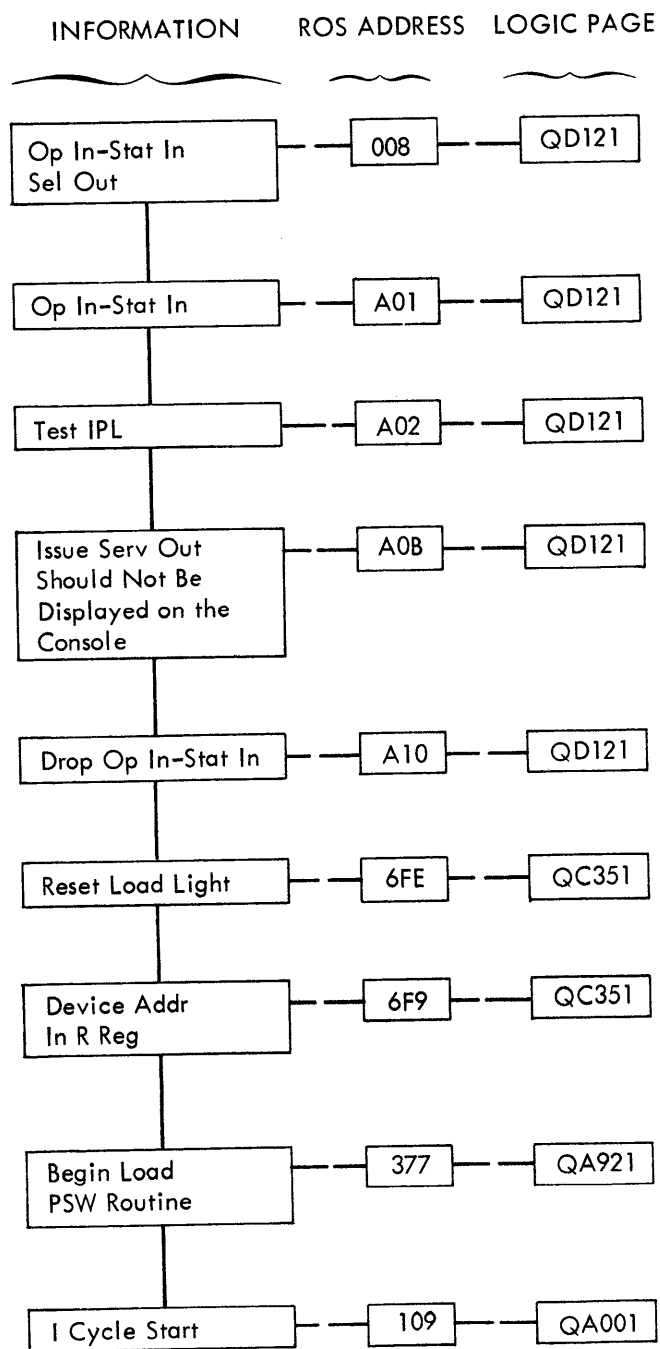 INFORMATION ROS ADDRESS LOGIC PAGE
Op In-Stat In
Sel Out
008
QD121
Op In-Stat In
A01
QD121
Test IPL
A02
QD121
Issue Serv Out
Should Not Be
Displayed on the
Console
A0B
QD121
Drop Op In-Stat In
A10
QD121
Reset Load Light
6FE
QC351
Device Addr
In R Reg
6F9
QC351
Begin Load
PSW Routine
377
QA921
I Cycle Start
109
QA001